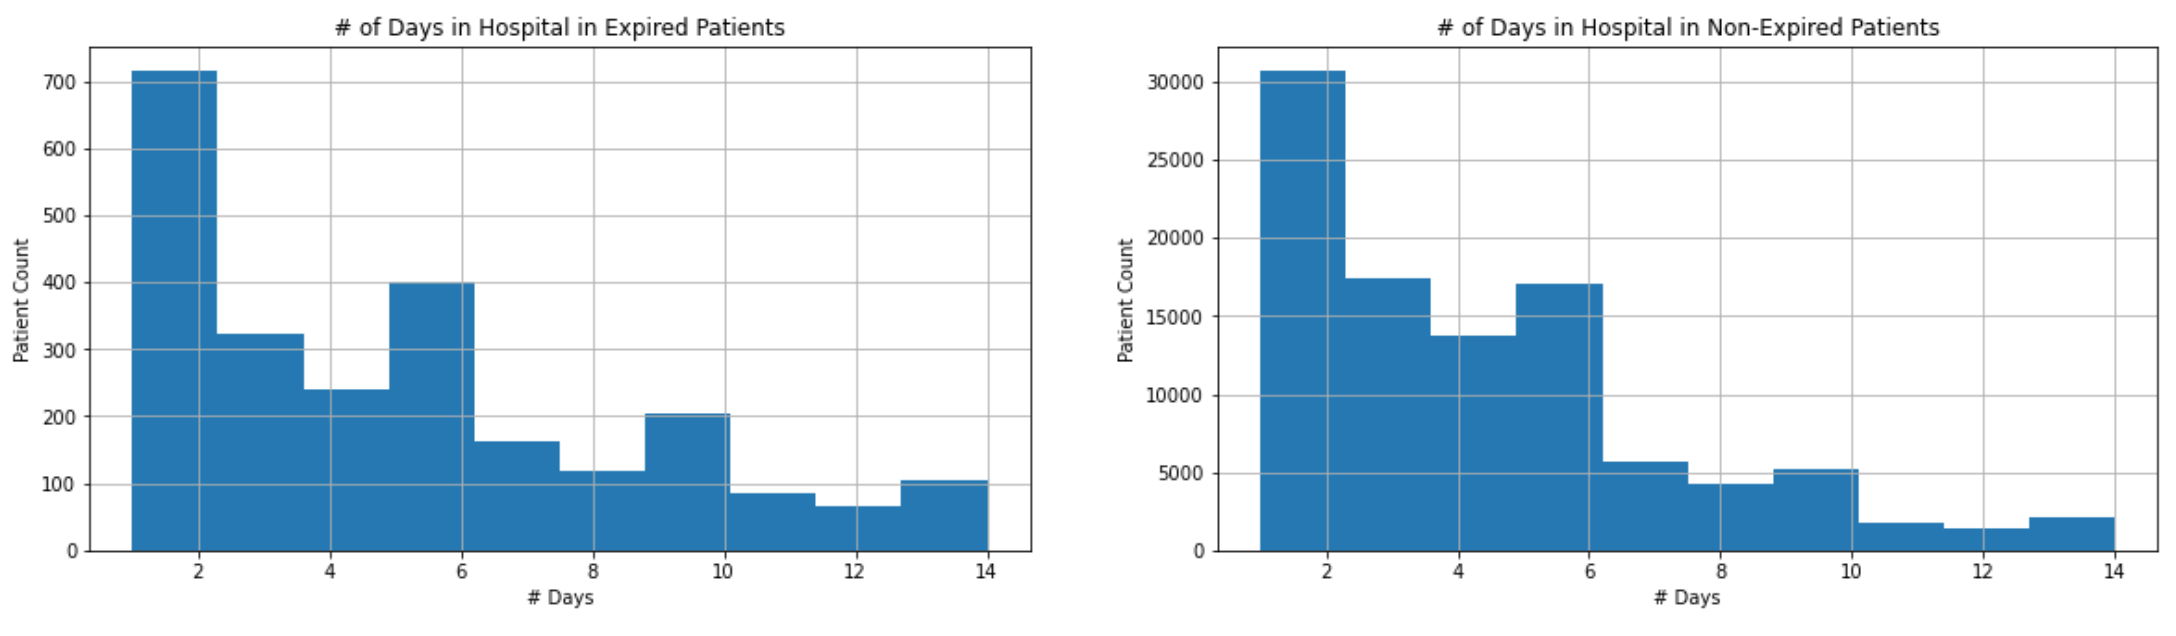 # of Days in Hospital in Expired Patients
700
600
500
400
300
200
100
0
Patient Count
2 4 6 8 10 12 14
# Days
# of Days in Hospital in Non-Expired Patients
30000
25000
20000
15000
10000
5000
0
Patient Count
2 4 6 8 10 12 14
# Days